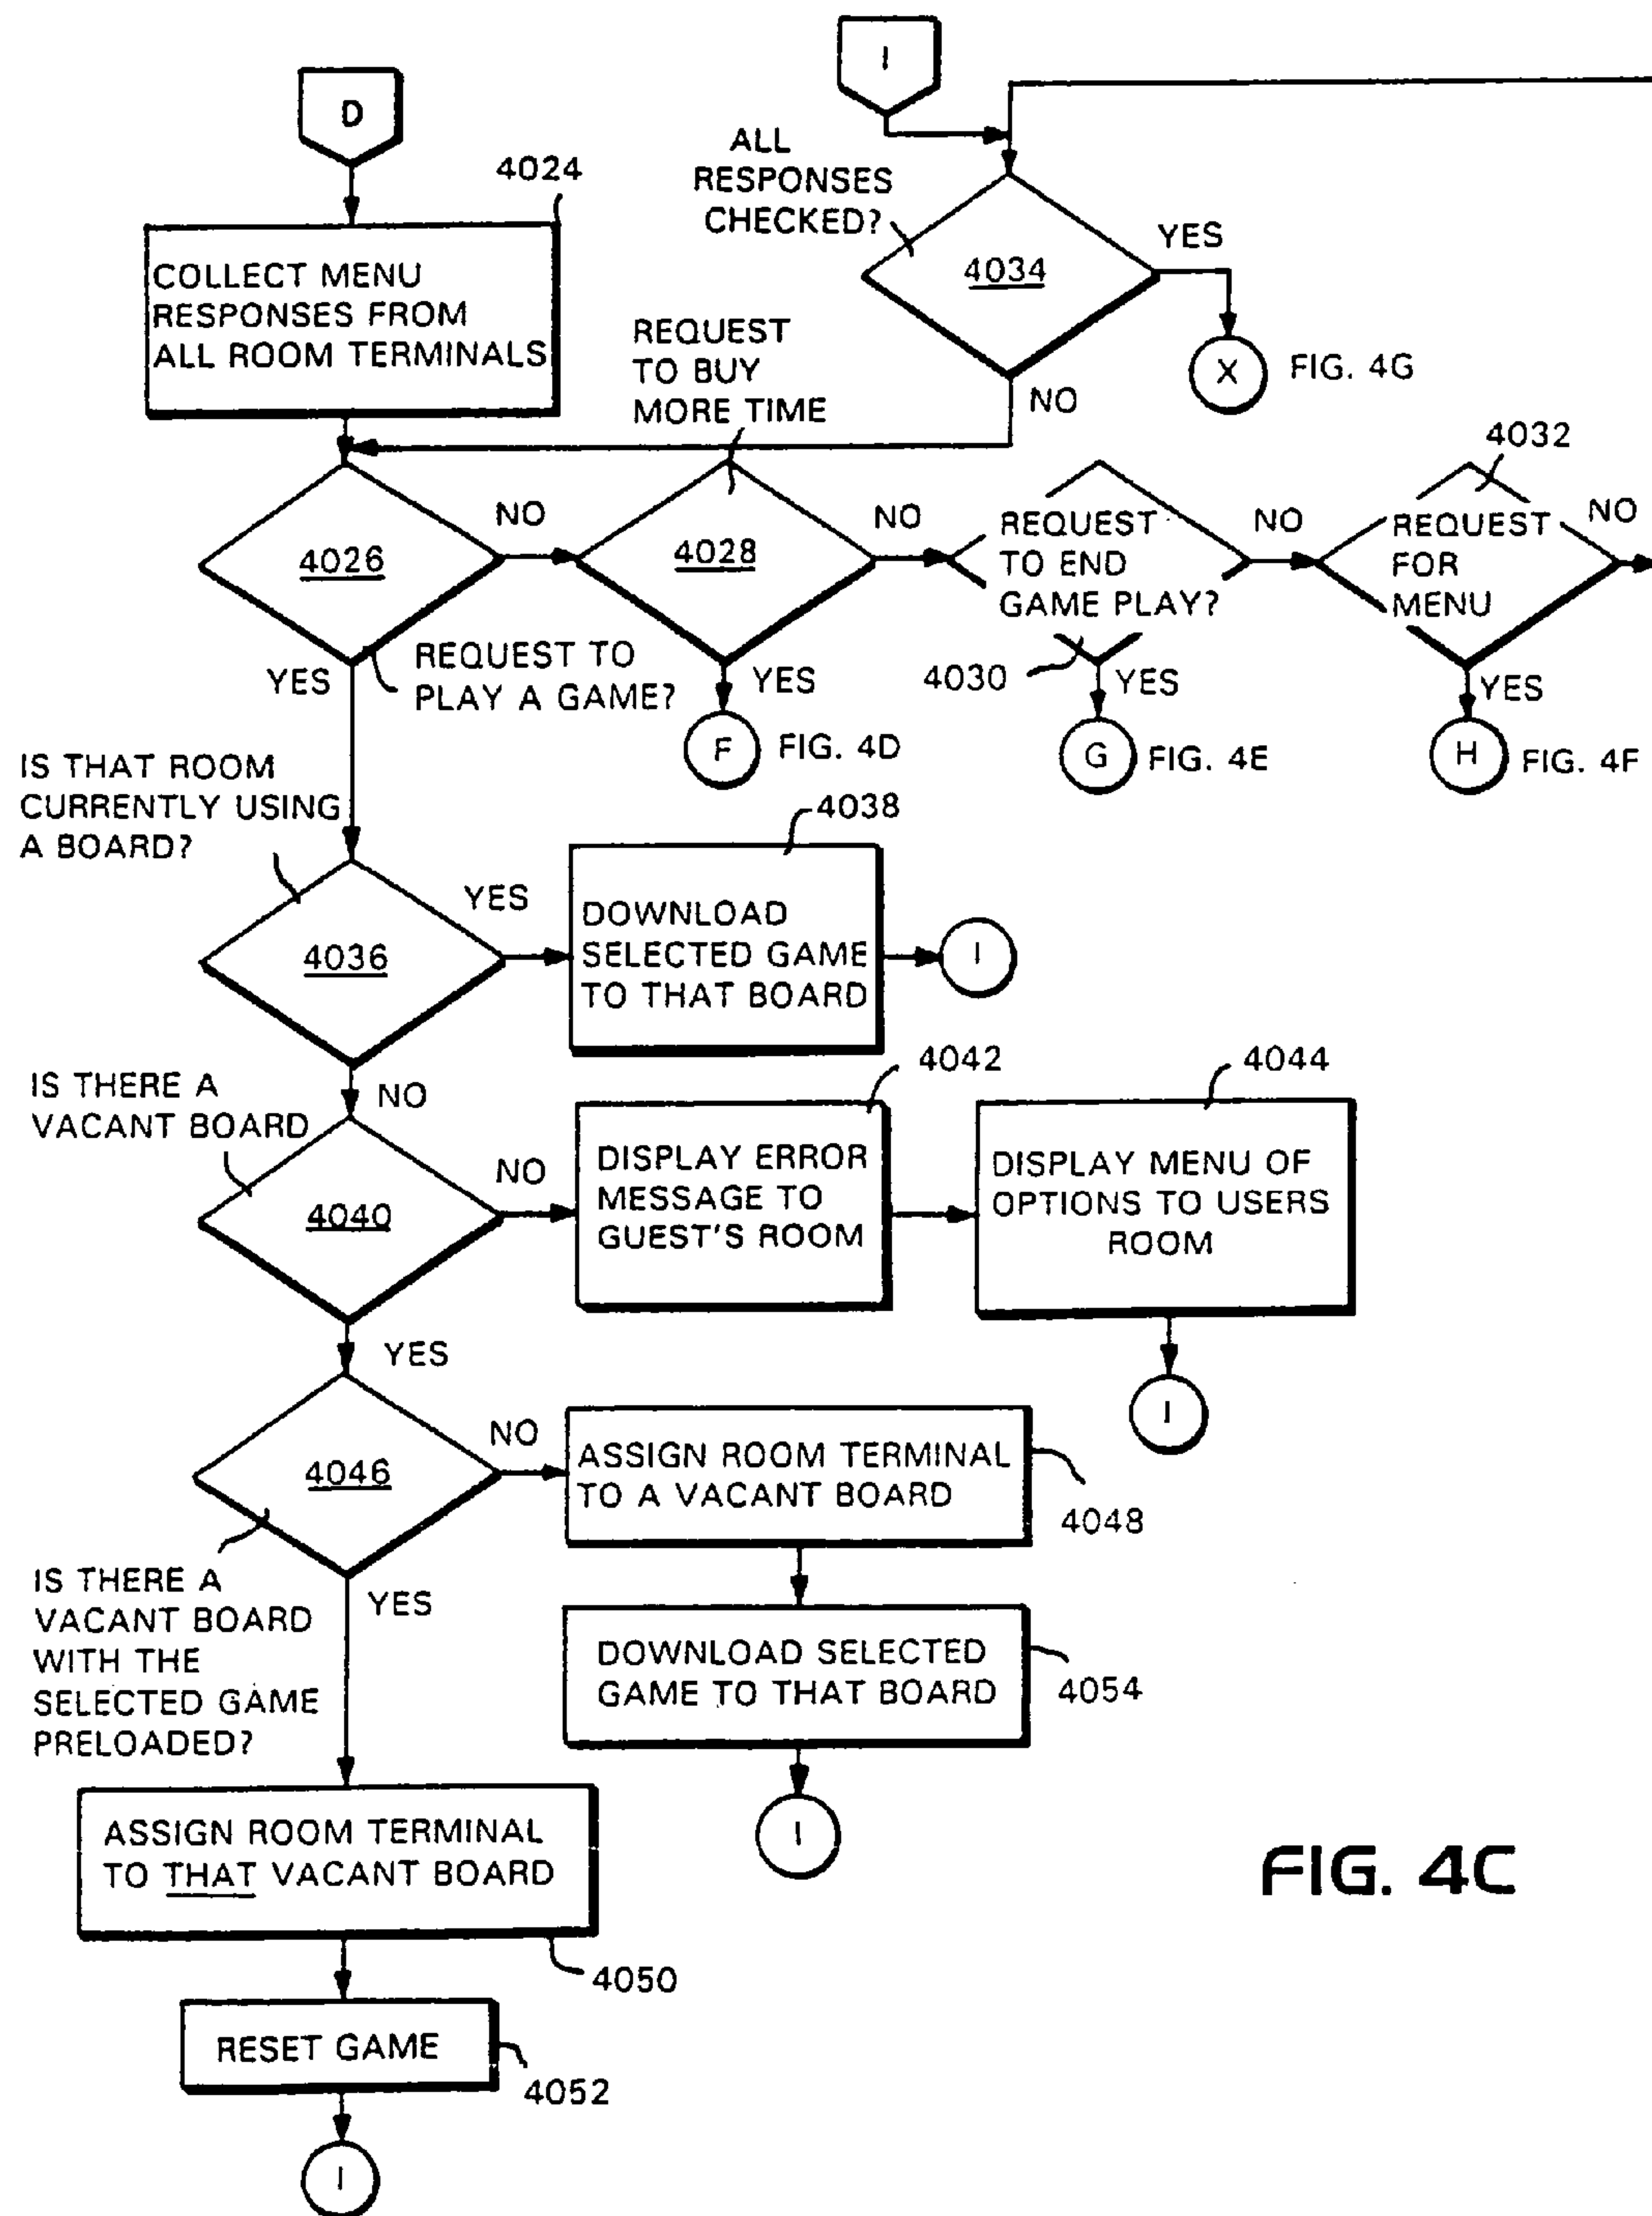 I
D
4024
ALL
RESPONSES
CHECKED?
YES
4034
COLLECT MENU
RESPONSES FROM
ALL ROOM TERMINALS
REQUEST
TO BUY
MORE TIME
X
FIG. 4G
NO
4032
NO
NO
NO
NO
4026
4028
REQUEST
TO END
GAME PLAY?
REQUEST
FOR
MENU
YES
REQUEST TO
PLAY A GAME?
YES
4030
YES
YES
F
FIG. 4D
G
FIG. 4E
H
FIG. 4F
IS THAT ROOM
CURRENTLY USING
A BOARD?
4038
YES
4036
DOWNLOAD
SELECTED GAME
TO THAT BOARD
I
IS THERE A
VACANT BOARD
NO
4042
4044
NO
4040
DISPLAY ERROR
MESSAGE TO
GUEST'S ROOM
DISPLAY MENU OF
OPTIONS TO USERS
ROOM
YES
I
NO
4046
ASSIGN ROOM TERMINAL
TO A VACANT BOARD
4048
IS THERE A
VACANT BOARD
WITH THE
SELECTED GAME
PRELOADED?
YES
DOWNLOAD SELECTED
GAME TO THAT BOARD
4054
I
ASSIGN ROOM TERMINAL
TO THAT VACANT BOARD
4050
FIG. 4C
RESET GAME
4052
I